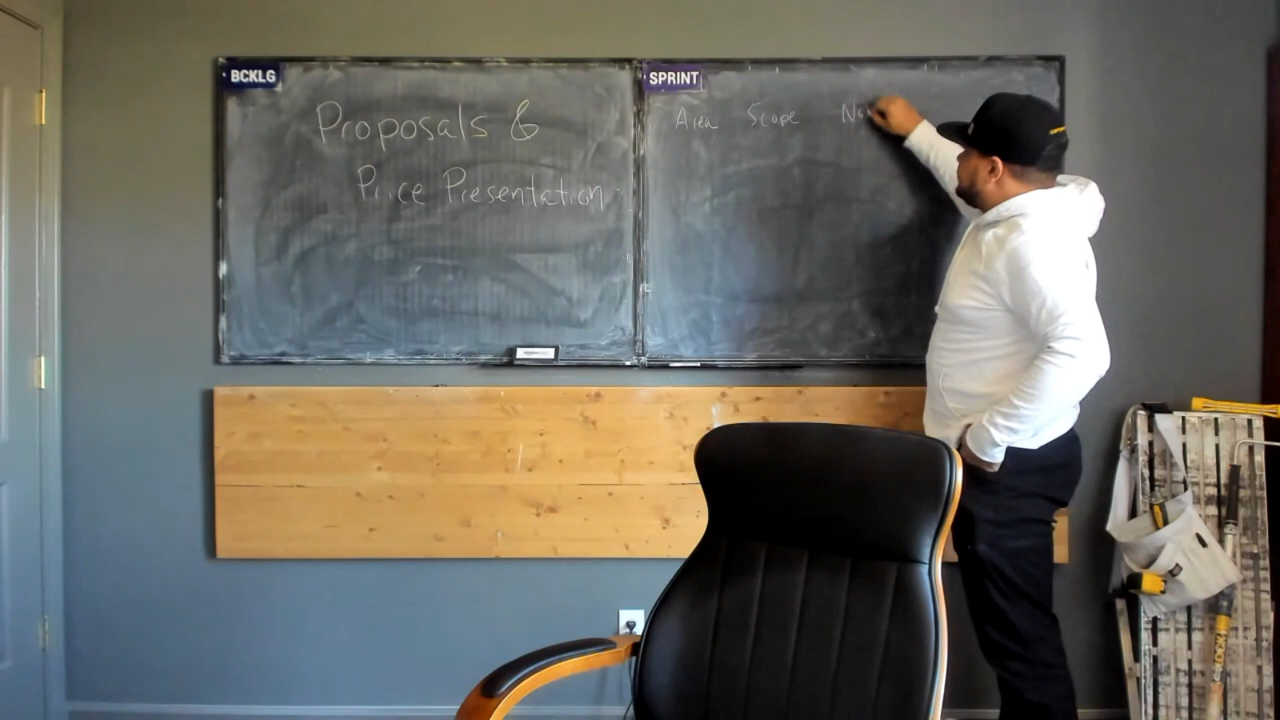 BCKLG
Proposals &
Price Presentation
SPRINT
Area Scope